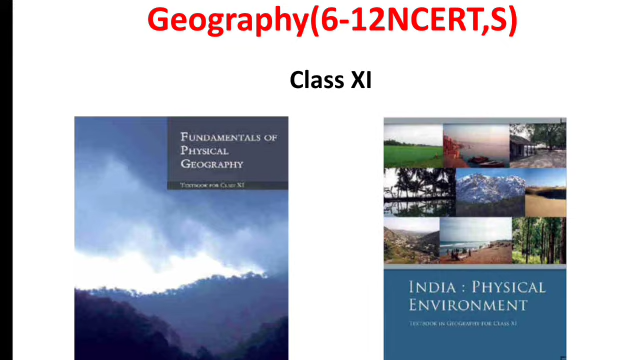 Geography(6-12NCERT,S)
Class XI
FUNDAMENTALS OF
PHYSICAL
GEOGRAPHY
TEXTBOOK FOR CLASS XI
INDIA : PHYSICAL
ENVIRONMENT
TEXTBOOK IN GEOGRAPHY FOR CLASS XI